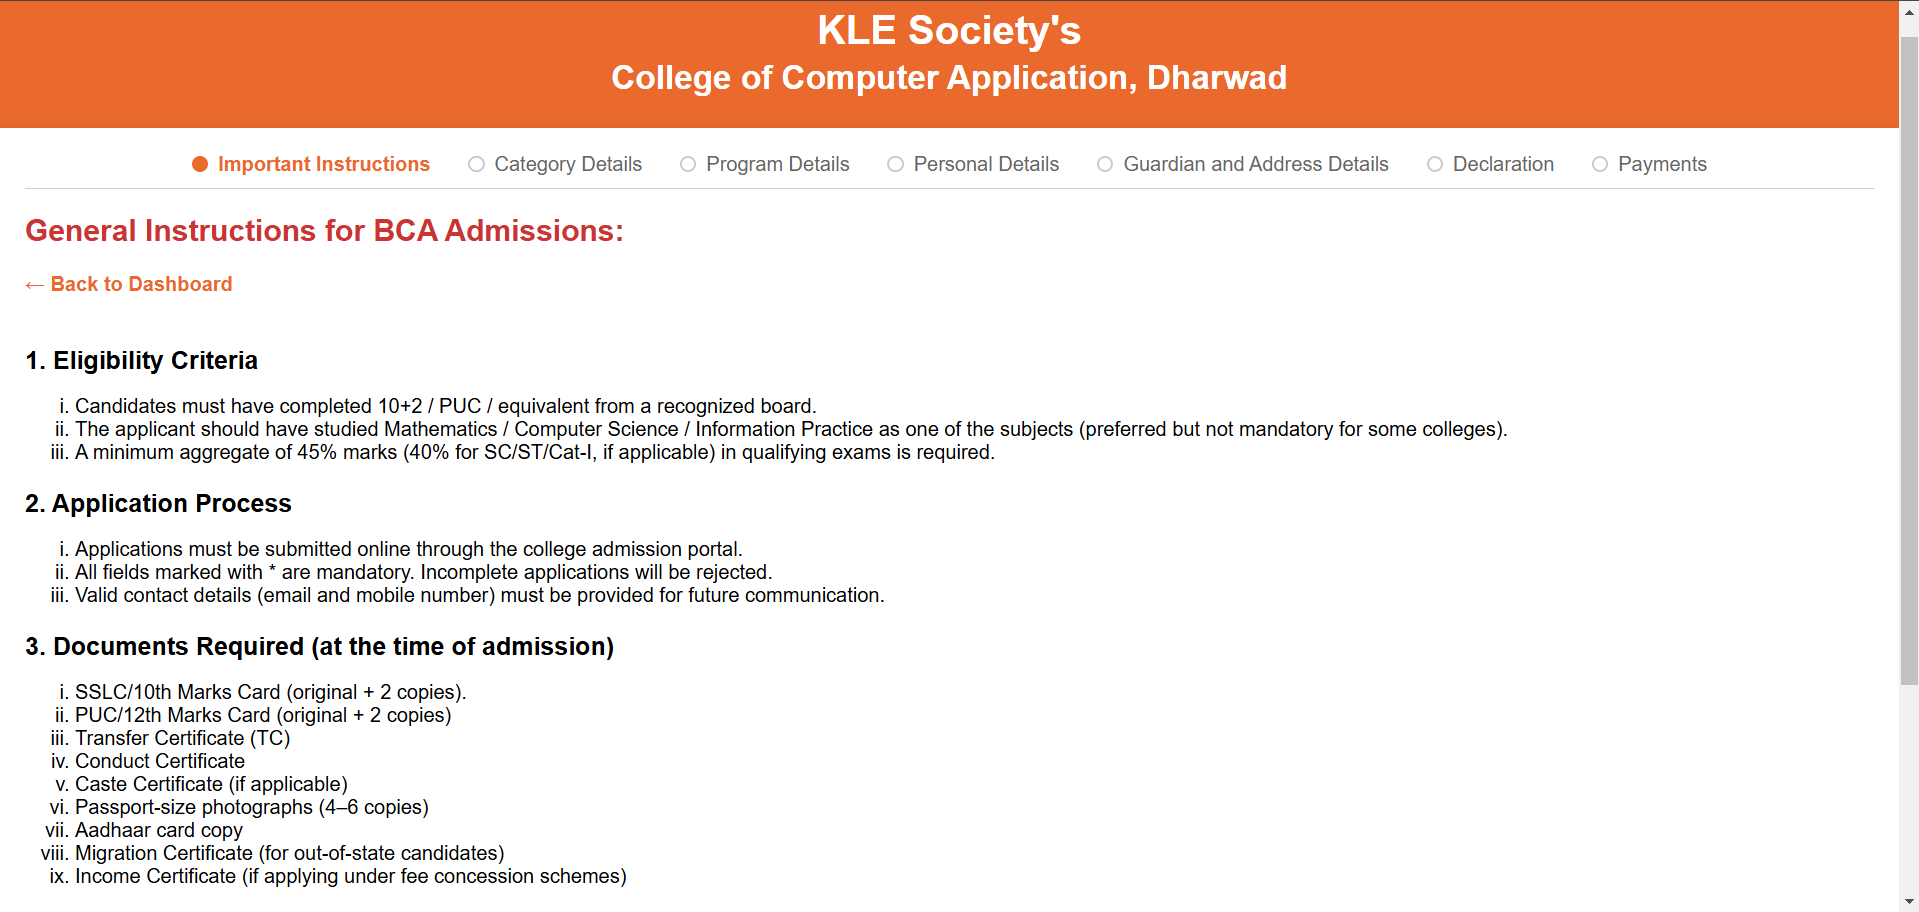 KLE Society's
College of Computer Application, Dharwad
Important Instructions Category Details Program Details Personal Details Guardian and Address Details Declaration Payments
General Instructions for BCA Admissions:
← Back to Dashboard
1. Eligibility Criteria
i. Candidates must have completed 10+2 / PUC / equivalent from a recognized board.
ii. The applicant should have studied Mathematics / Computer Science / Information Practice as one of the subjects (preferred but not mandatory for some colleges).
iii. A minimum aggregate of 45% marks (40% for SC/ST/Cat-I, if applicable) in qualifying exams is required.
2. Application Process
i. Applications must be submitted online through the college admission portal.
ii. All fields marked with * are mandatory. Incomplete applications will be rejected.
iii. Valid contact details (email and mobile number) must be provided for future communication.
3. Documents Required (at the time of admission)
i. SSLC/10th Marks Card (original + 2 copies).
ii. PUC/12th Marks Card (original + 2 copies)
iii. Transfer Certificate (TC)
iv. Conduct Certificate
v. Caste Certificate (if applicable)
vi. Passport-size photographs (4–6 copies)
vii. Aadhaar card copy
viii. Migration Certificate (for out-of-state candidates)
ix. Income Certificate (if applying under fee concession schemes)